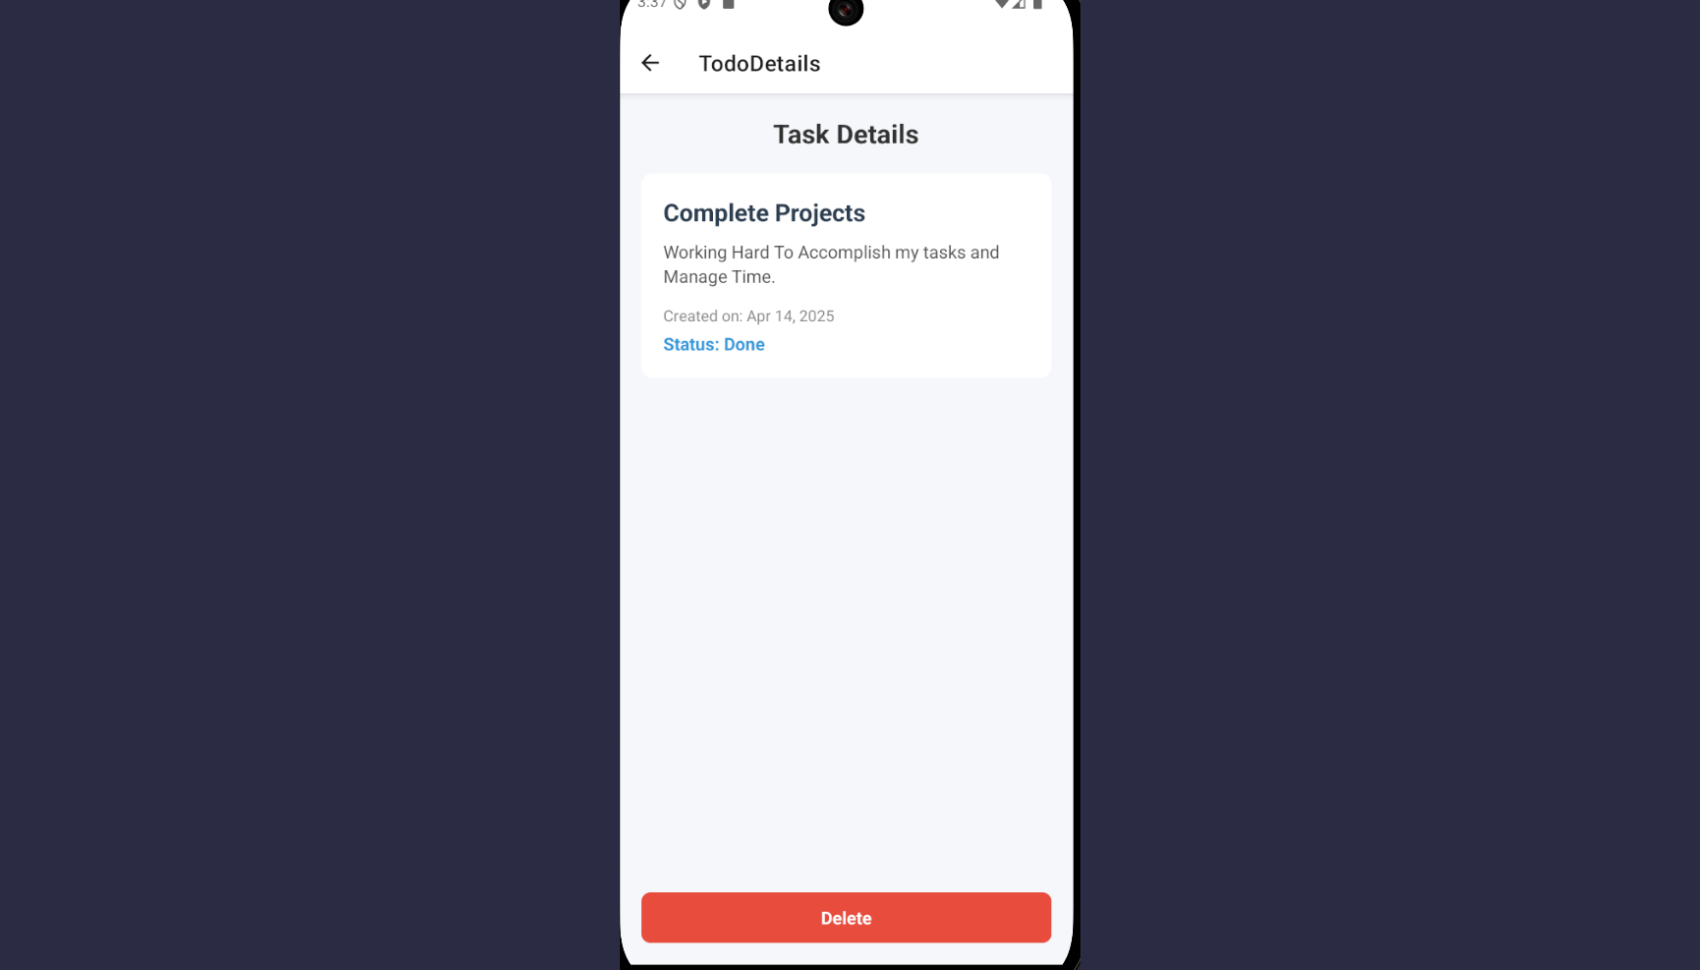 3:37
TodoDetails
Task Details
Complete Projects
Working Hard To Accomplish my tasks and
Manage Time.
Created on: Apr 14, 2025
Status: Done
Delete